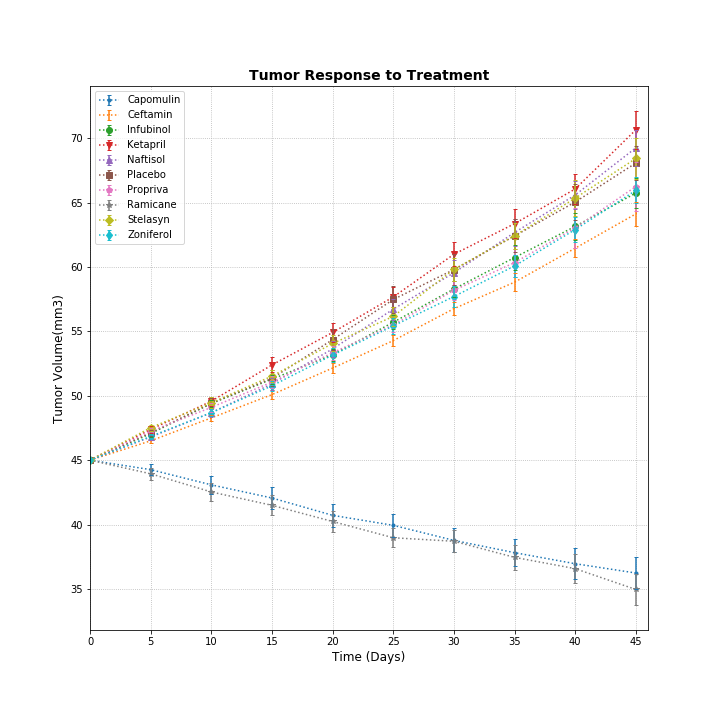 Tumor Response to Treatment
Capomulin
Ceftamin
Infubinol
Ketapril
Naftisol
Placebo
Propriva
Ramicane
Stelasyn
Zoniferol
70
65
60
55
50
45
40
35
Tumor Volume(mm3)
0 5 10 15 20 25 30 35 40 45
Time (Days)